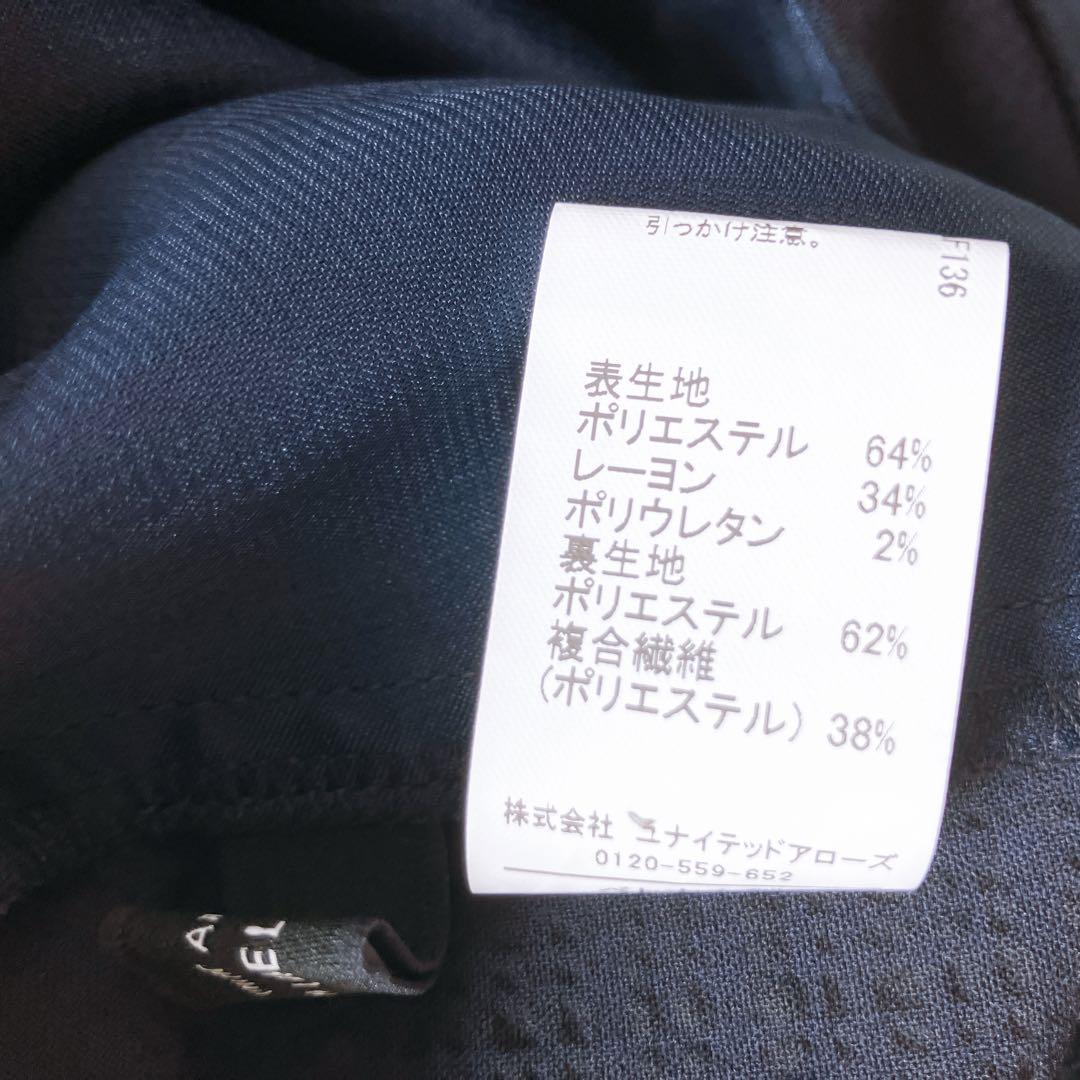 引っかけ注意。
F136
表生地
ポリエステル 64%
レーヨン 34%
ポリウレタン 2%
裏生地
ポリエステル 62%
複合繊維
(ポリエステル) 38%
株式会社 ユナイテッドアローズ
0120-559-652